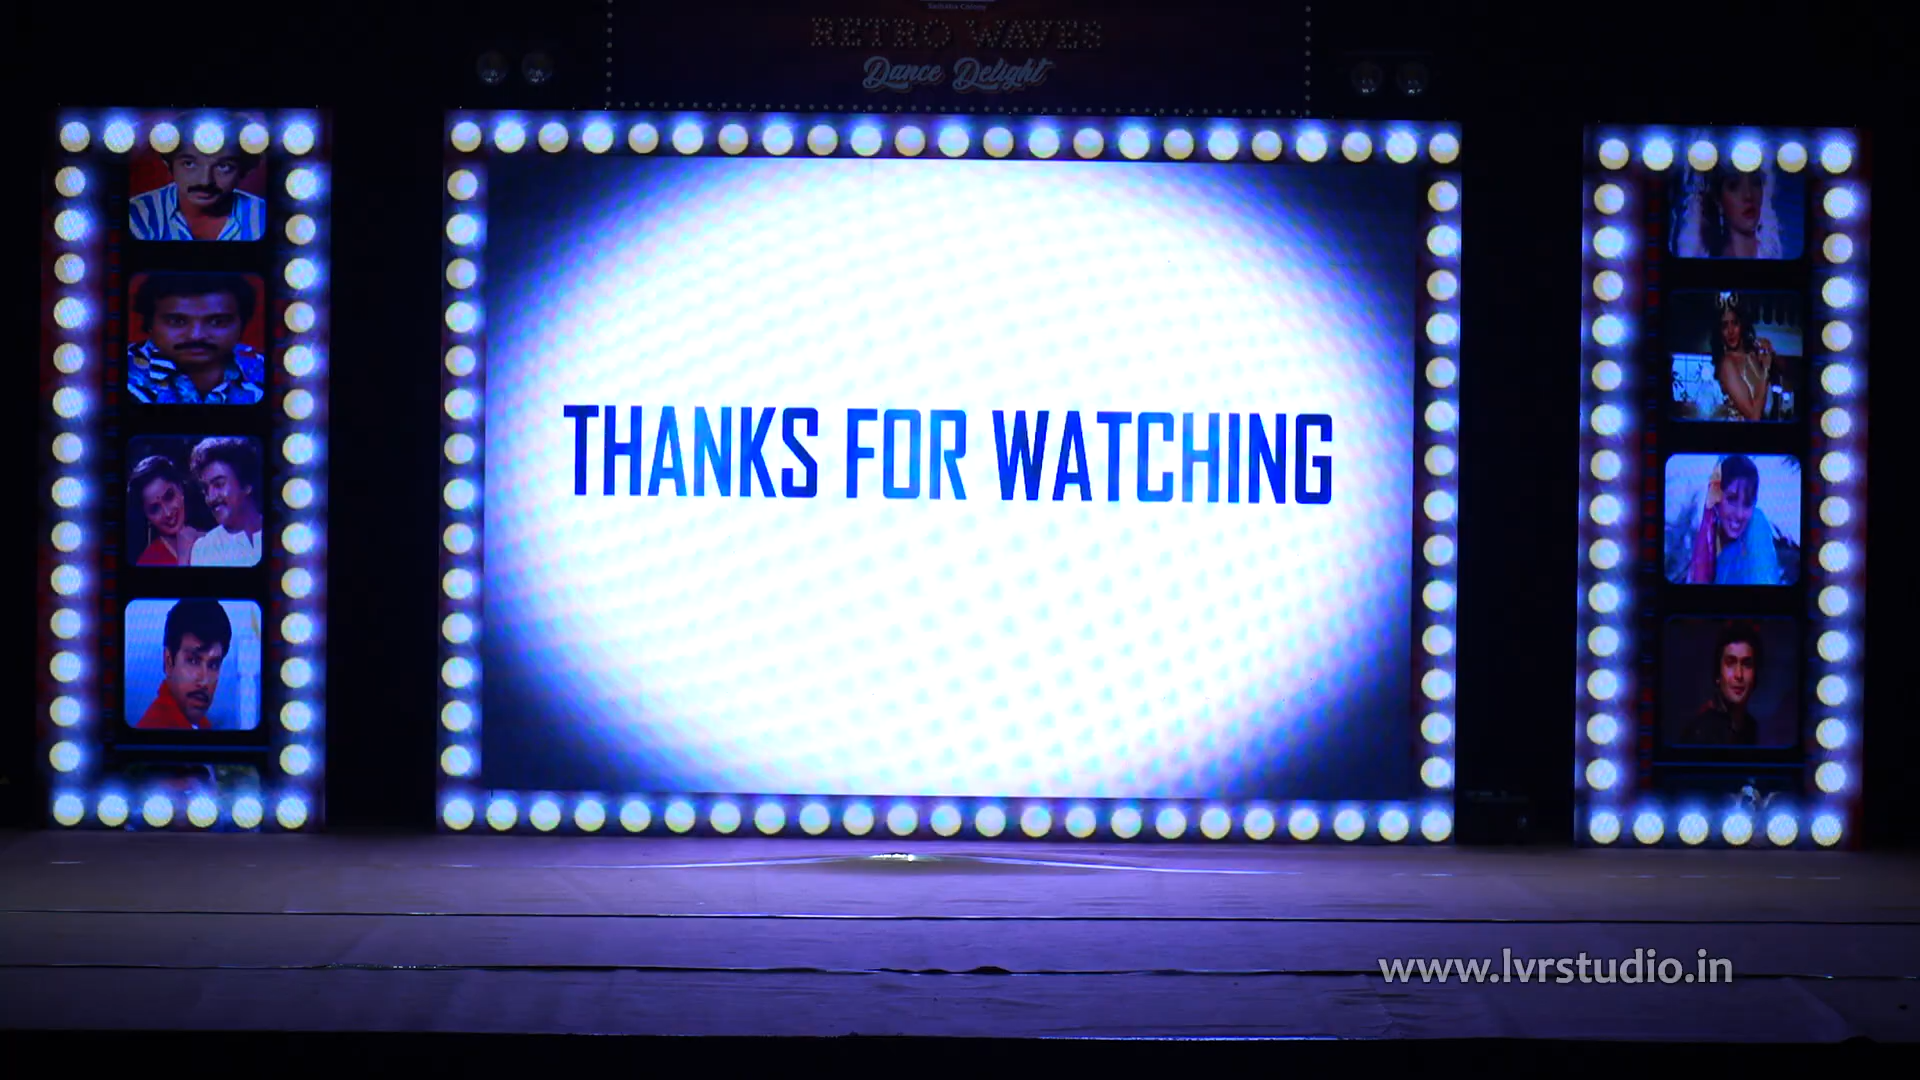 RETRO WAVES
Dance Delight
THANKS FOR WATCHING
www.lvrstudio.in